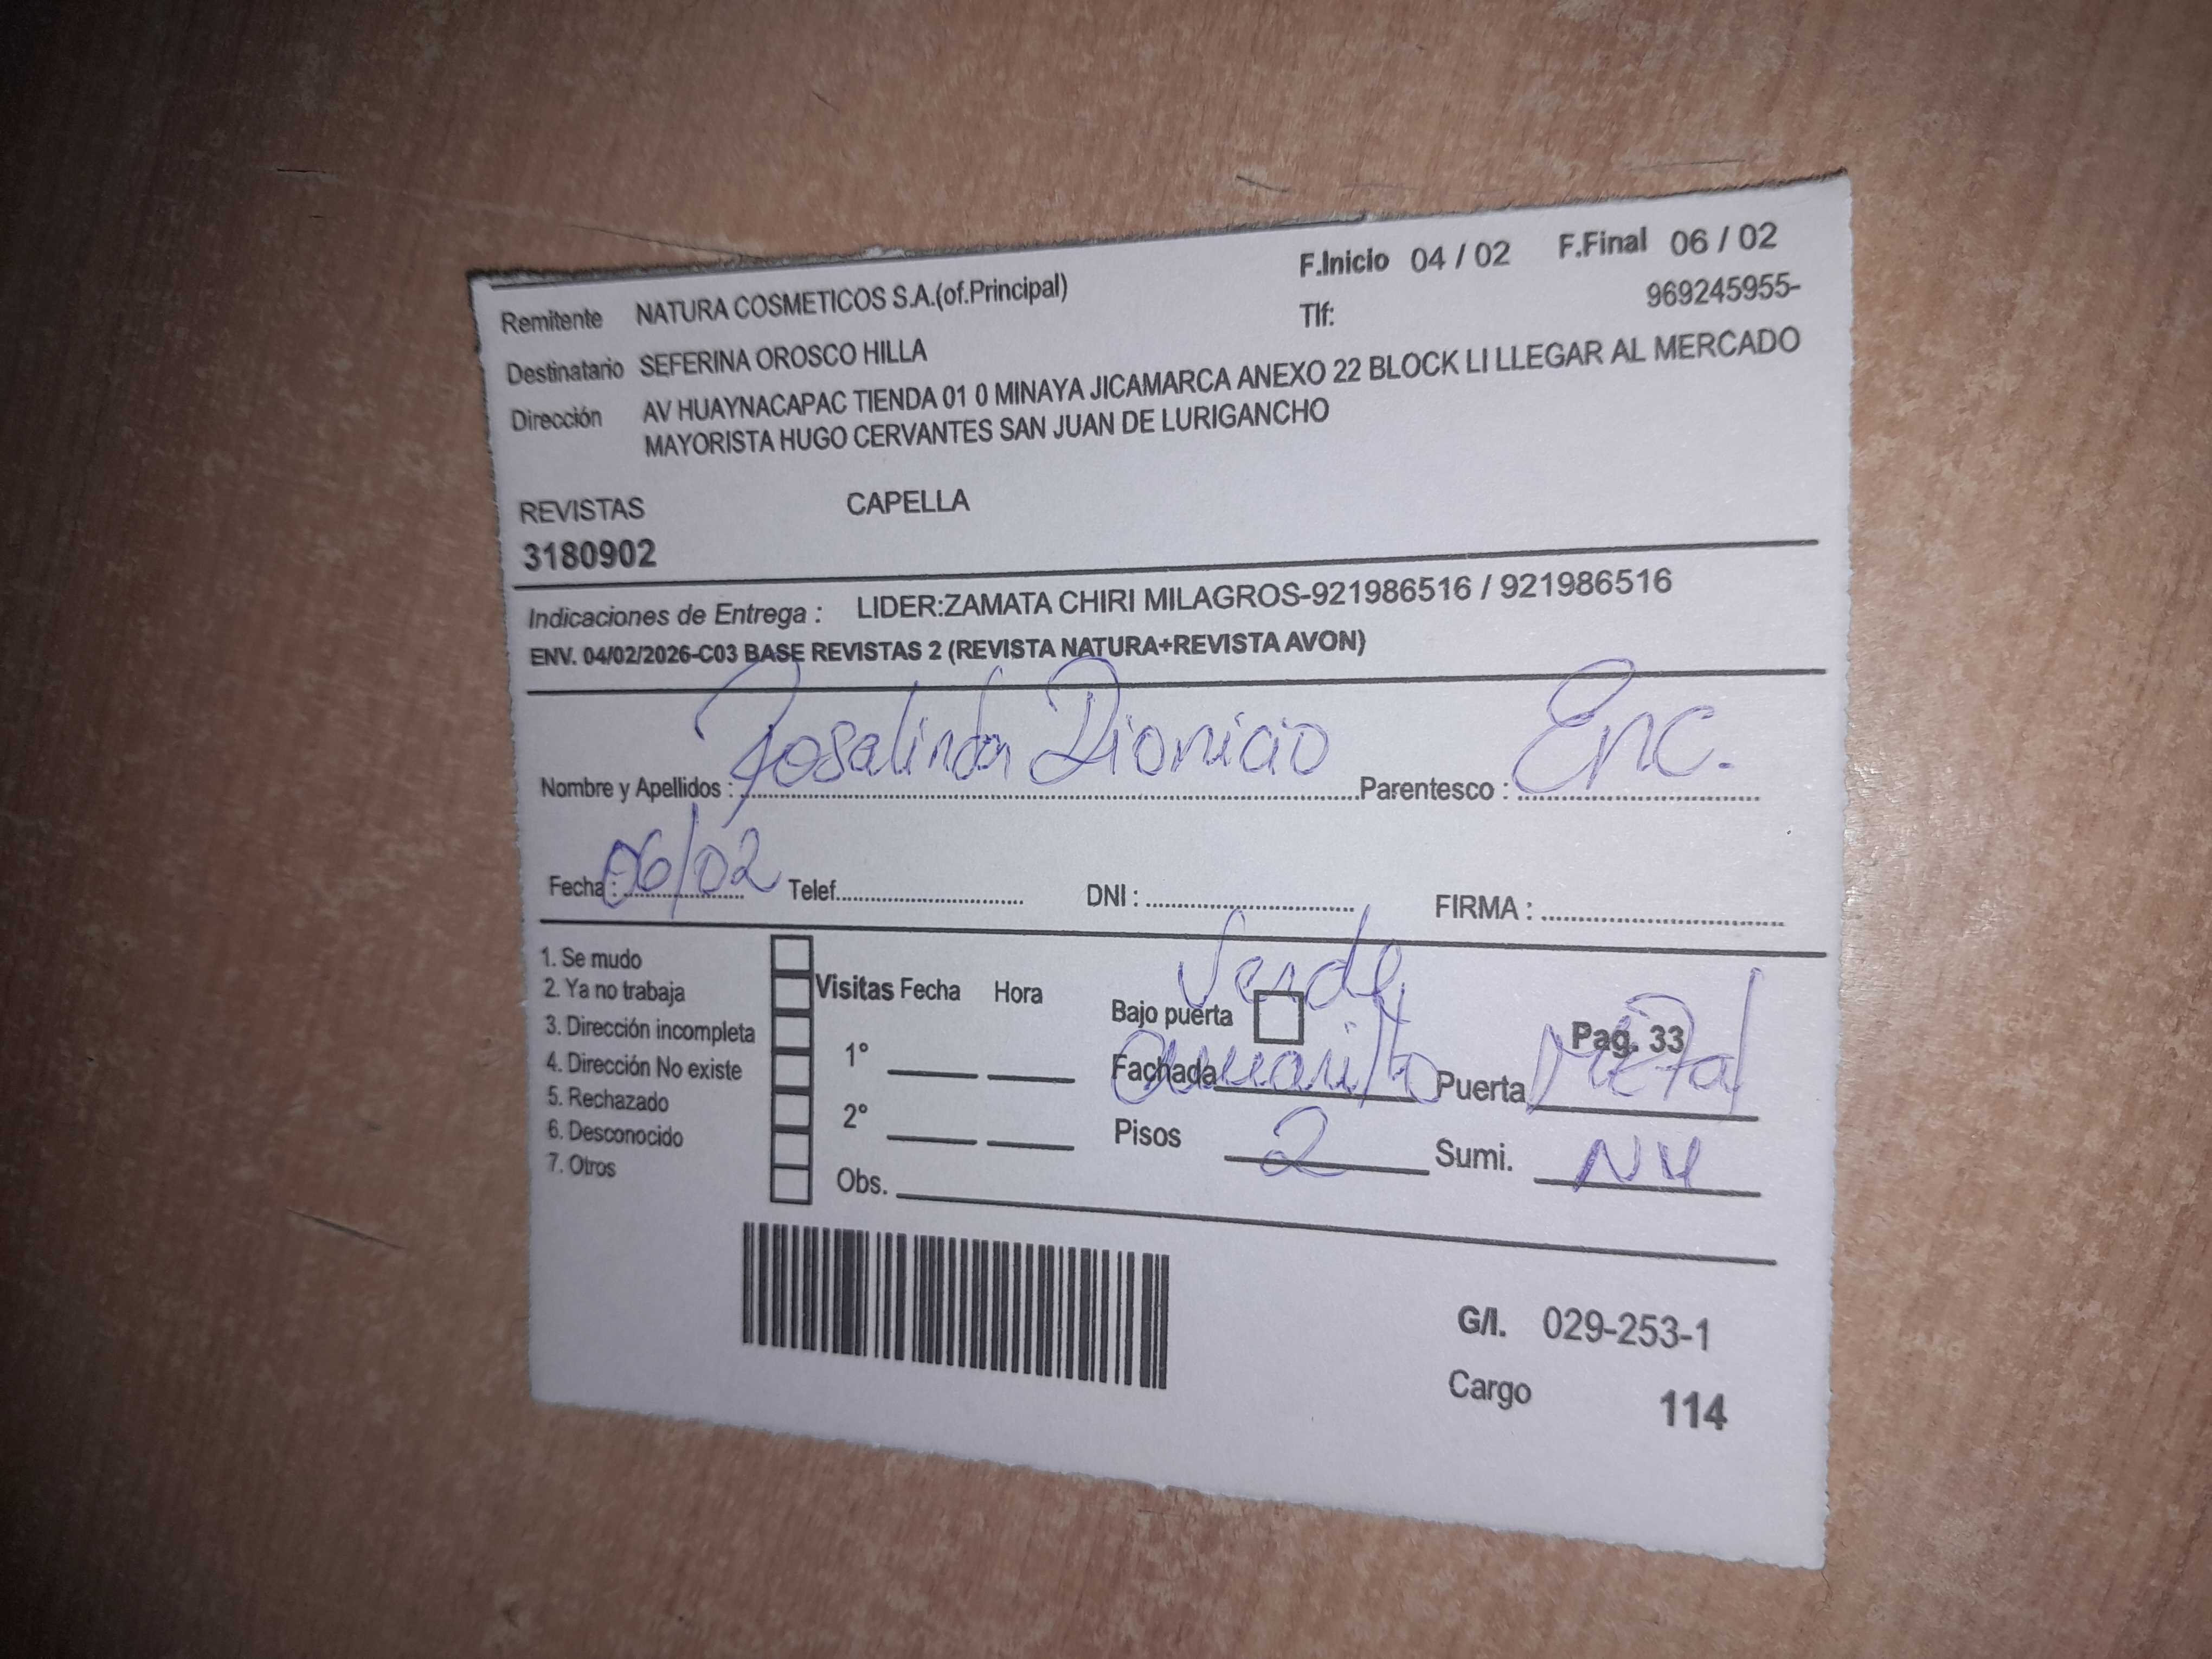 F.Inicio 04 / 02 F.Final 06 / 02
Remitente NATURA COSMETICOS S.A.(of.Principal) Tlf: 969245955-
Destinatario SEFERINA OROSCO HILLA
Dirección AV HUAYNACAPAC TIENDA 01 0 MINAYA JICAMARCA ANEXO 22 BLOCK LI LLEGAR AL MERCADO
MAYORISTA HUGO CERVANTES SAN JUAN DE LURIGANCHO
REVISTAS CAPELLA
3180902
Indicaciones de Entrega : LIDER:ZAMATA CHIRI MILAGROS-921986516 / 921986516
ENV. 04/02/2026-C03 BASE REVISTAS 2 (REVISTA NATURA+REVISTA AVON)
Nombre y Apellidos : Rosalinda Dionicio Parentesco : Enc.
Fecha : 06/02 Telef. DNI : FIRMA :
1. Se mudo
2. Ya no trabaja
3. Dirección incompleta
4. Dirección No existe
5. Rechazado
6. Desconocido
7. Otros
Visitas Fecha Hora
1°
2°
Obs.
Verde
Bajo puerta Pag. 33
Fachada Amarillo Puerta Metal
Pisos 2 Sumi.
G/I. 029-253-1
Cargo 114